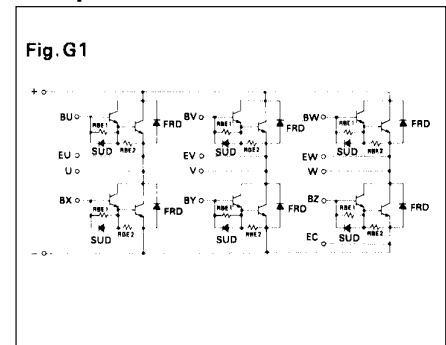 Fig.G1
+
BU RBE1 FRD BV RBE1 FRD BW RBE1 FRD
SUD RBE2 SUD RBE2 SUD RBE2
EU EV EW
U V W
BX RBE1 FRD BY RBE1 FRD BZ RBE1 FRD
SUD RBE2 SUD RBE2 SUD RBE2
EC
−